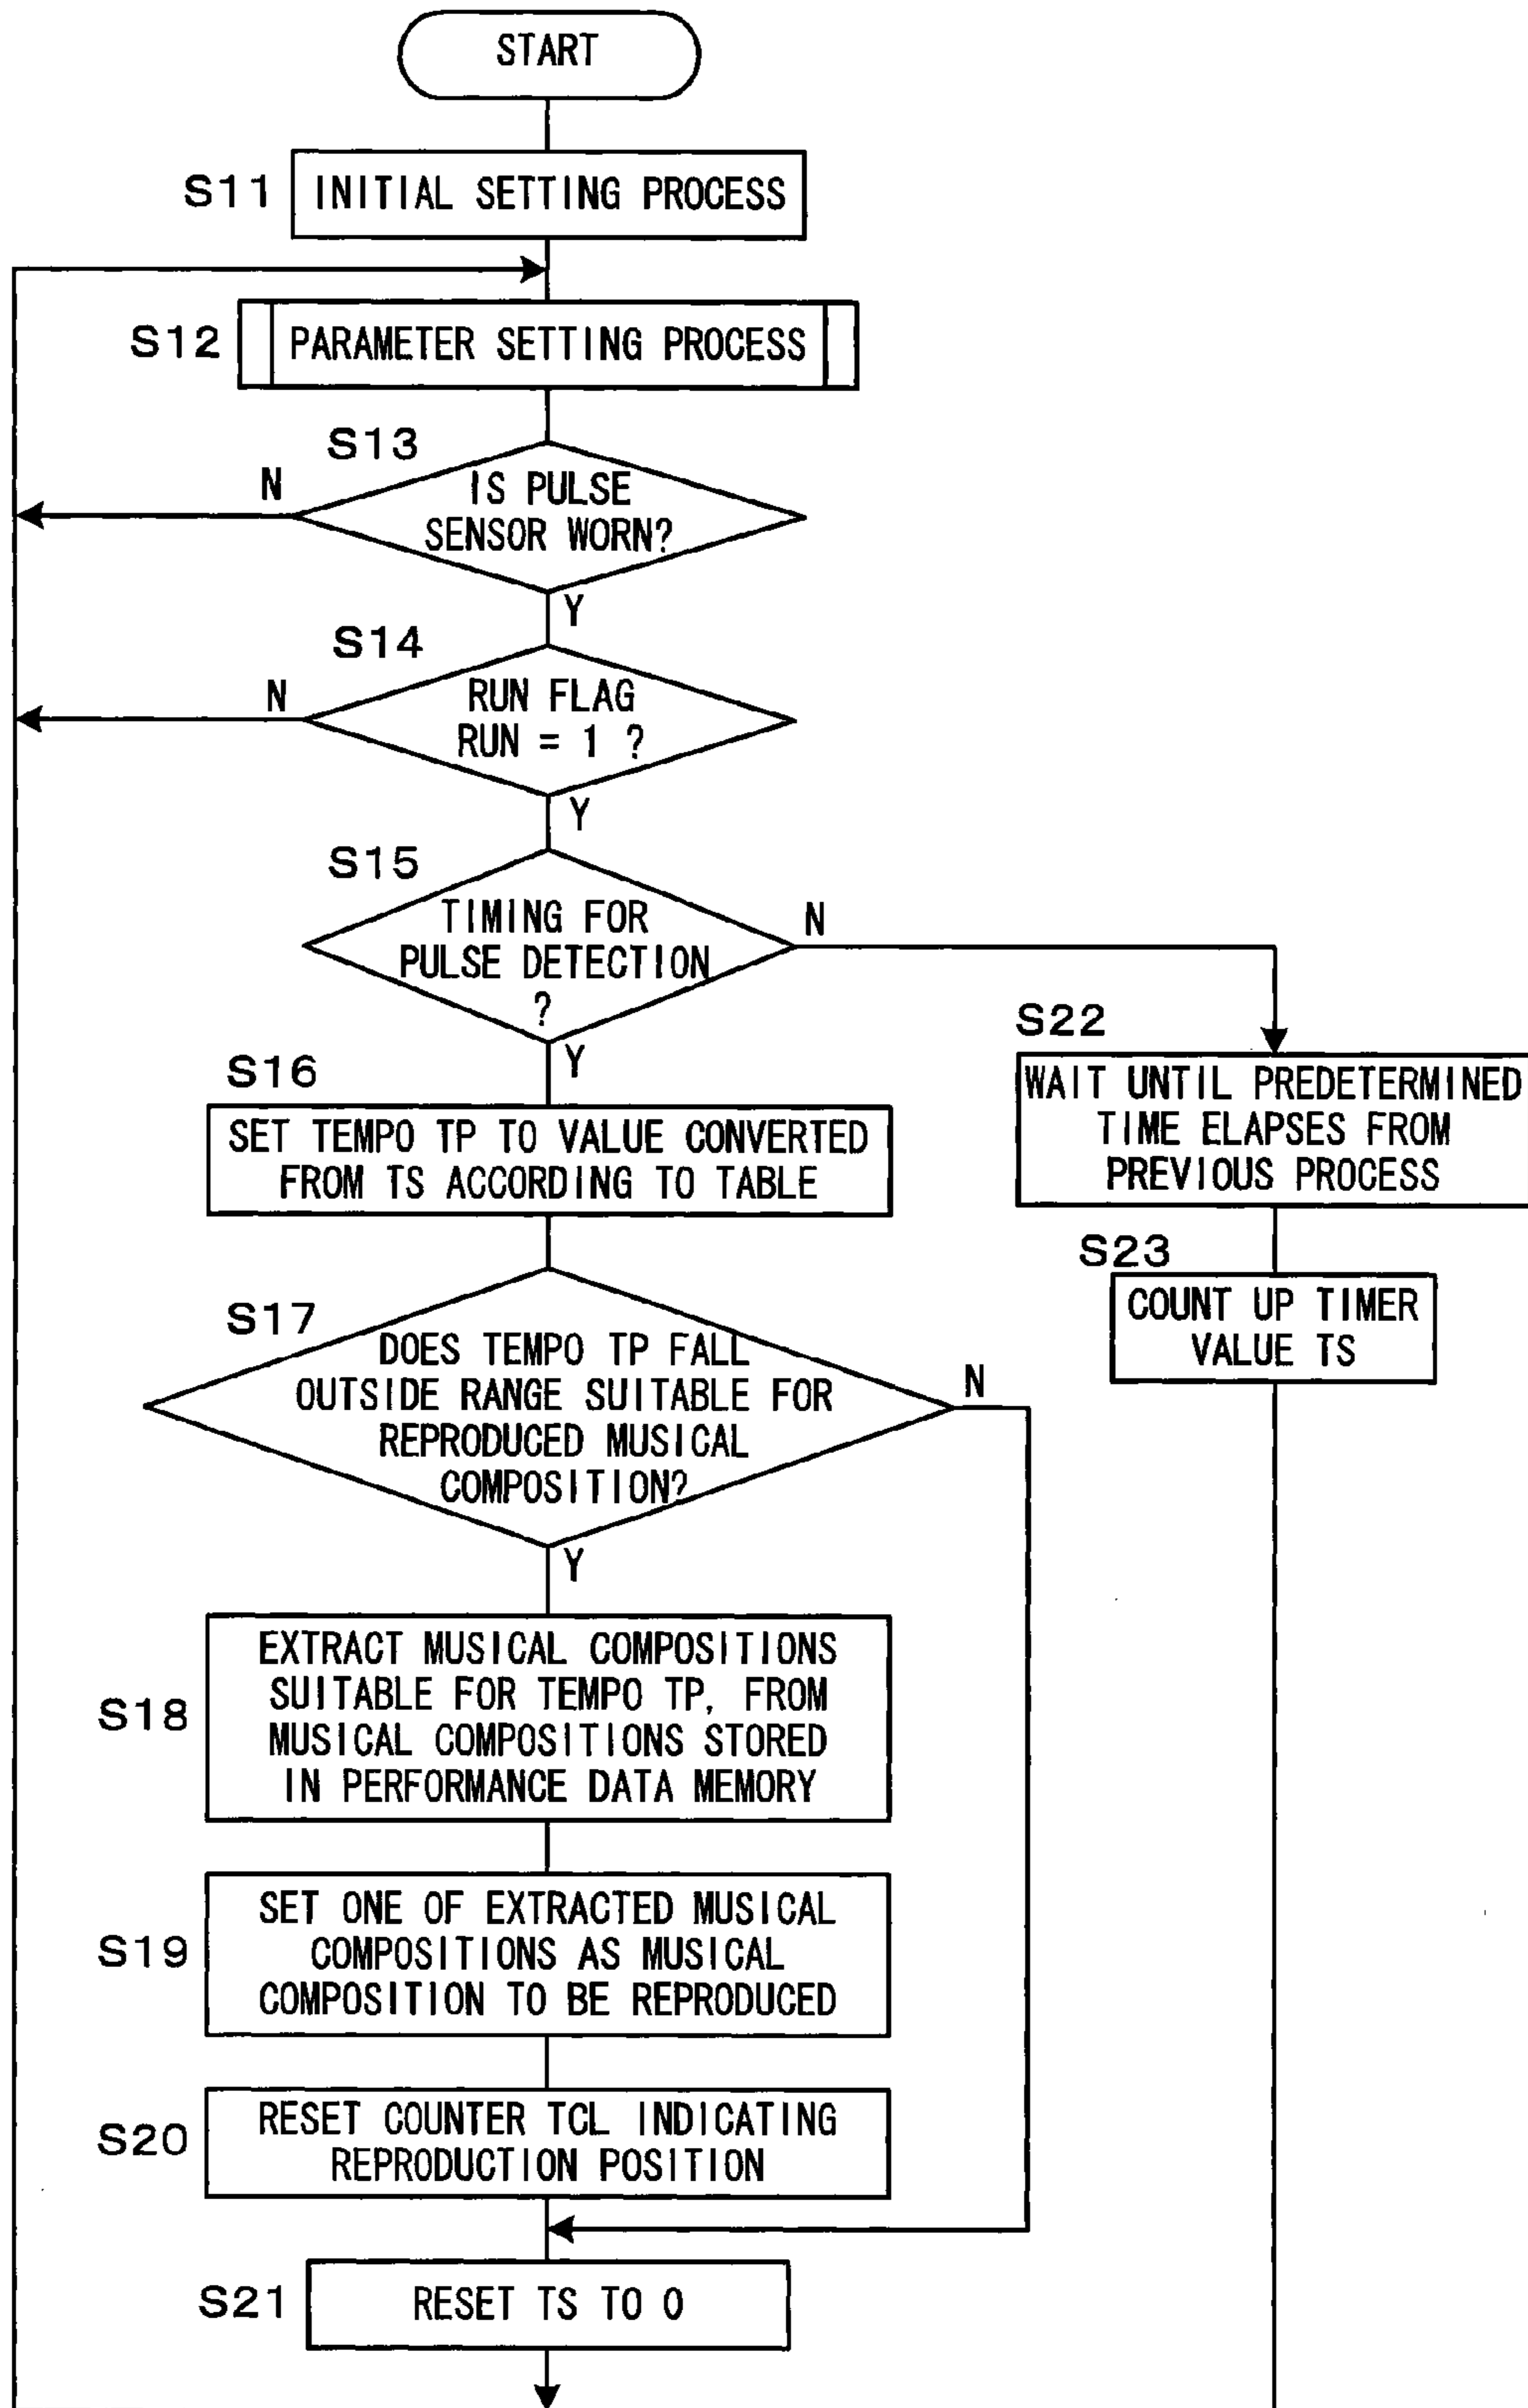 START
S11
INITIAL SETTING PROCESS
S12
PARAMETER SETTING PROCESS
S13
N
IS PULSE
SENSOR WORN?
Y
S14
N
RUN FLAG
RUN = 1 ?
Y
S15
TIMING FOR
PULSE DETECTION
?
N
Y
S16
SET TEMPO TP TO VALUE CONVERTED
FROM TS ACCORDING TO TABLE
S22
WAIT UNTIL PREDETERMINED
TIME ELAPSES FROM
PREVIOUS PROCESS
S23
COUNT UP TIMER
VALUE TS
S17
DOES TEMPO TP FALL
OUTSIDE RANGE SUITABLE FOR
REPRODUCED MUSICAL
COMPOSITION?
N
Y
S18
EXTRACT MUSICAL COMPOSITIONS
SUITABLE FOR TEMPO TP, FROM
MUSICAL COMPOSITIONS STORED
IN PERFORMANCE DATA MEMORY
S19
SET ONE OF EXTRACTED MUSICAL
COMPOSITIONS AS MUSICAL
COMPOSITION TO BE REPRODUCED
S20
RESET COUNTER TCL INDICATING
REPRODUCTION POSITION
S21
RESET TS TO 0